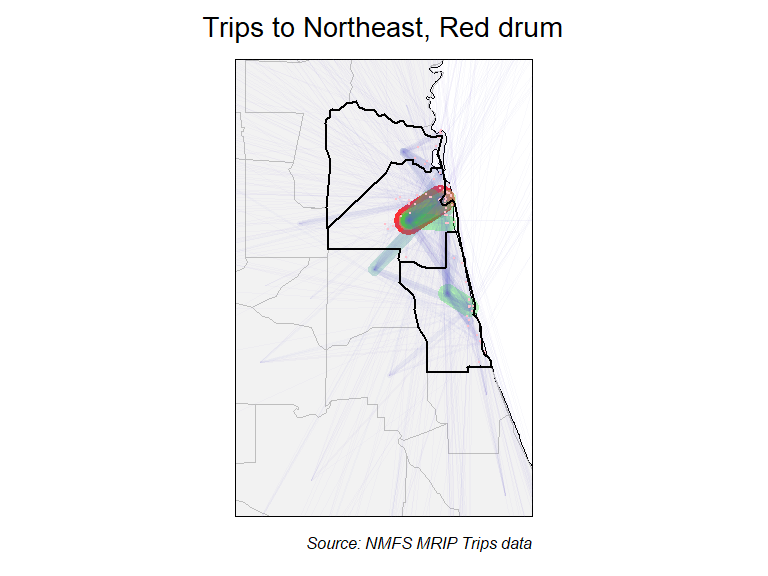 Trips to Northeast, Red drum
Source: NMFS MRIP Trips data